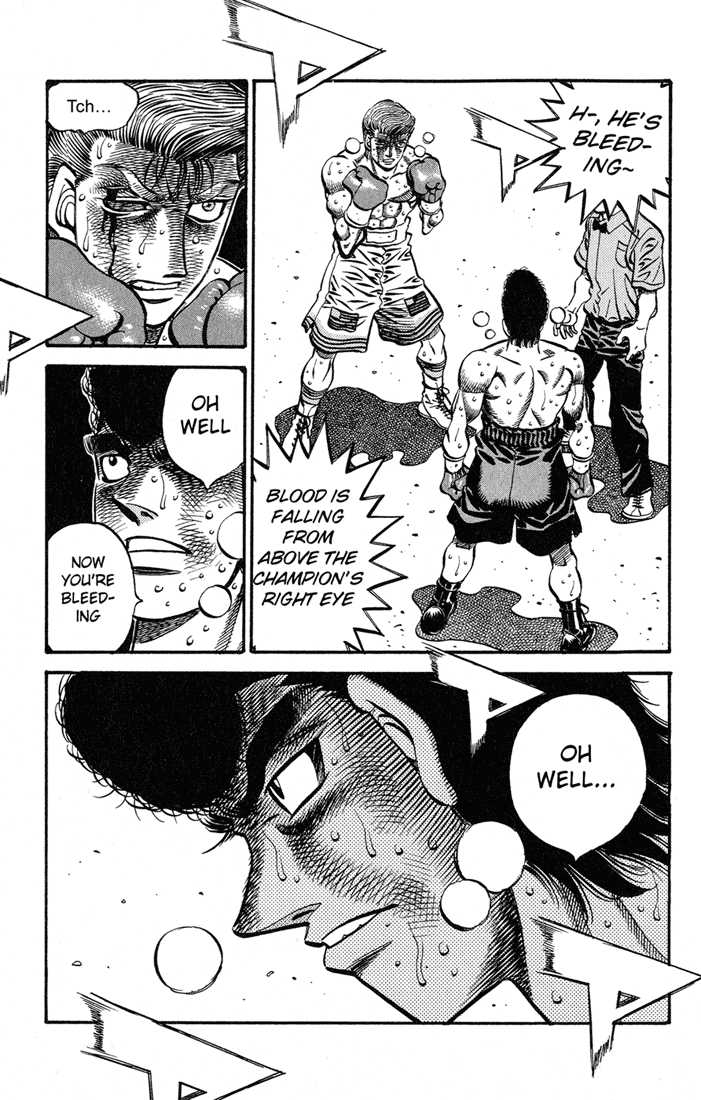 H-, HE'S
BLEED-
ING~
BLOOD IS
FALLING
FROM
ABOVE THE
CHAMPION'S
RIGHT EYE
Tch...
OH
WELL
NOW
YOU'RE
BLEED-
ING
OH
WELL...